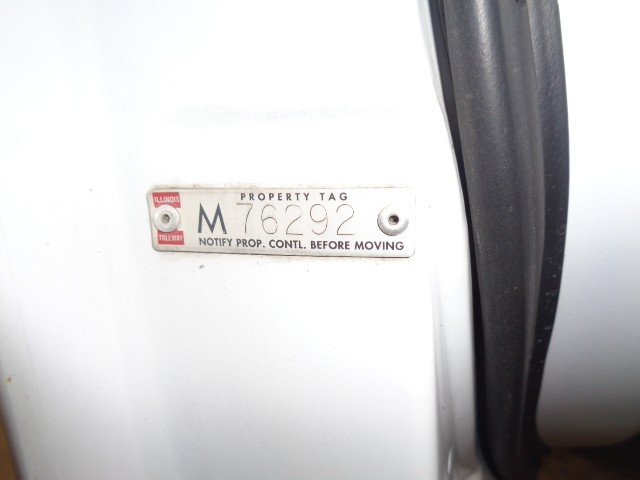 PROPERTY TAG
ILLINOIS
M 76292
TOLLWAY
NOTIFY PROP. CONTL. BEFORE MOVING